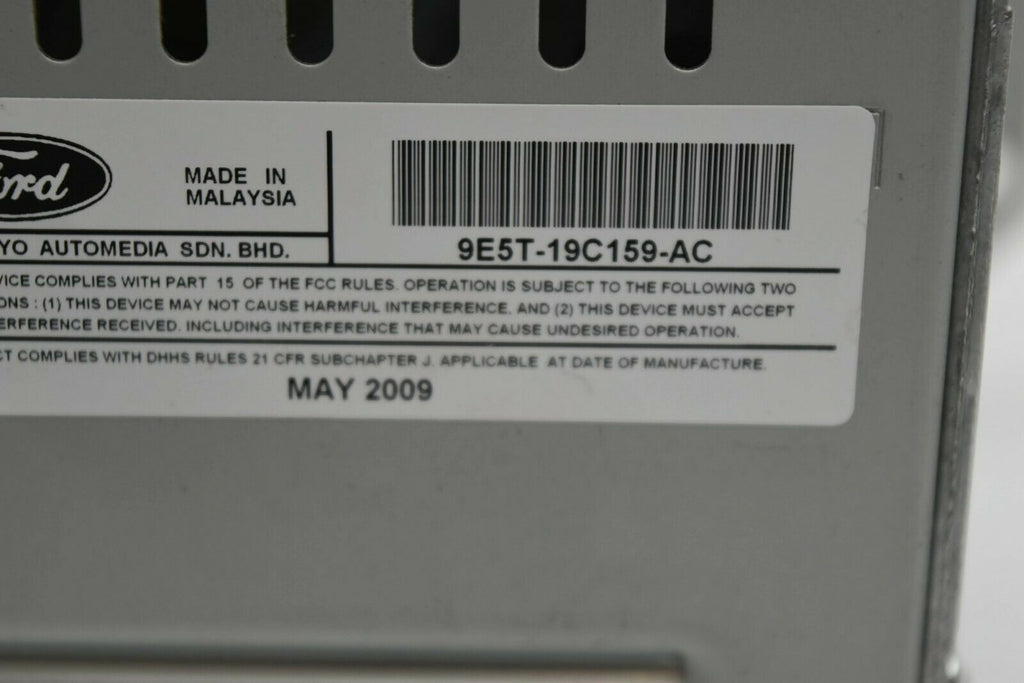 ord
MADE IN
MALAYSIA
YO AUTOMEDIA SDN. BHD.
9E5T-19C159-AC
VICE COMPLIES WITH PART 15 OF THE FCC RULES. OPERATION IS SUBJECT TO THE FOLLOWING TWO
ONS : (1) THIS DEVICE MAY NOT CAUSE HARMFUL INTERFERENCE. AND (2) THIS DEVICE MUST ACCEPT
ERFERENCE RECEIVED. INCLUDING INTERFERENCE THAT MAY CAUSE UNDESIRED OPERATION.
CT COMPLIES WITH DHHS RULES 21 CFR SUBCHAPTER J. APPLICABLE AT DATE OF MANUFACTURE.
MAY 2009